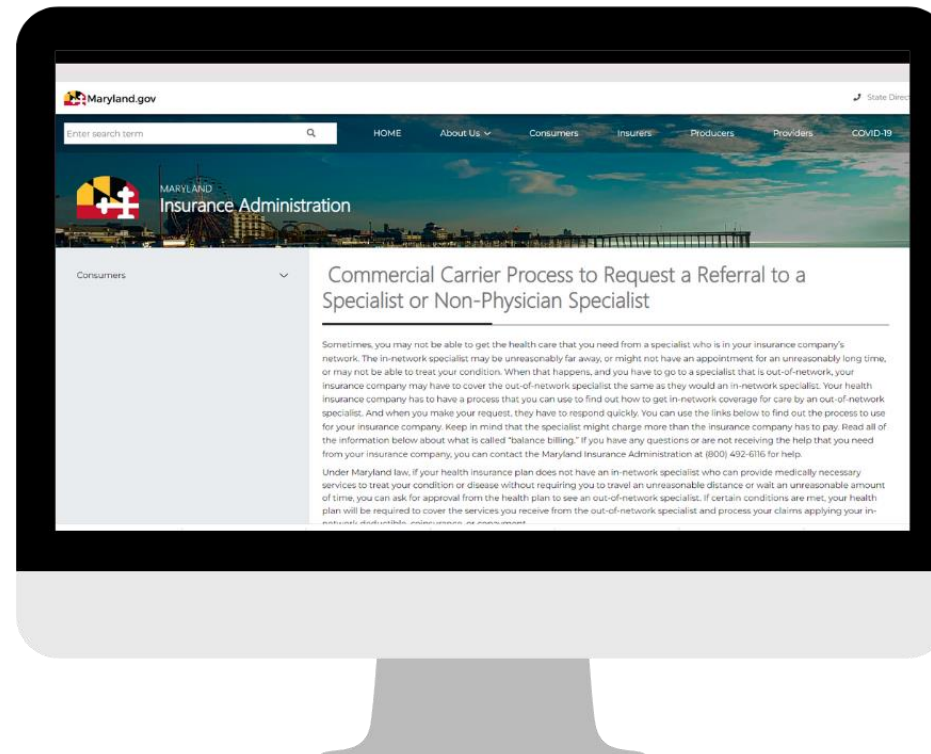 Maryland.gov
State Direc
Enter search term
HOME About Us Consumers Insurers Producers Providers COVID-19
MARYLAND
Insurance Administration
Consumers
Commercial Carrier Process to Request a Referral to a
Specialist or Non-Physician Specialist
Sometimes, you may not be able to get the health care that you need from a specialist who is in your insurance company's
network. The in-network specialist may be unreasonably far away, or might not have an appointment for an unreasonably long time,
or may not be able to treat your condition. When that happens, and you have to go to a specialist that is out-of-network, your
insurance company may have to cover the out-of-network specialist the same as they would an in-network specialist. Your health
insurance company has to have a process that you can use to find out how to get in-network coverage for care by an out-of-network
specialist. And when you make your request, they have to respond quickly. You can use the links below to find out the process to use
for your insurance company. Keep in mind that the specialist might charge more than the insurance company has to pay. Read all of
the information below about what is called "balance billing." If you have any questions or are not receiving the help that you need
from your insurance company, you can contact the Maryland Insurance Administration at (800) 492-6116 for help.
Under Maryland law, if your health insurance plan does not have an in-network specialist who can provide medically necessary
services to treat your condition or disease without requiring you to travel an unreasonable distance or wait an unreasonable amount
of time, you can ask for approval from the health plan to see an out-of-network specialist. If certain conditions are met, your health
plan will be required to cover the services you receive from the out-of-network specialist and process your claims applying your in-
network deductible, coinsurance, or copayment.